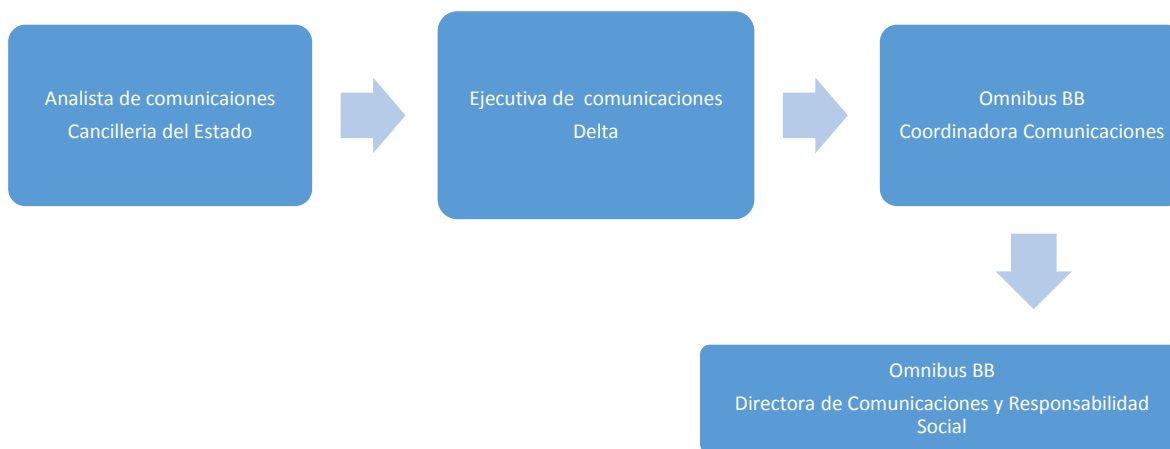 Analista de comunicaiones
Cancilleria del Estado
Ejecutiva de comunicaciones
Delta
Omnibus BB
Coordinadora Comunicaciones
Omnibus BB
Directora de Comunicaciones y Responsabilidad
Social